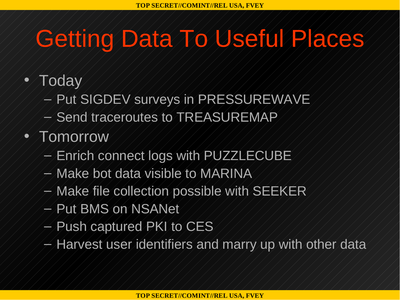 TOP SECRET//COMINT//REL USA, FVEY
Getting Data To Useful Places
• Today
– Put SIGDEV surveys in PRESSUREWAVE
– Send traceroutes to TREASUREMAP
• Tomorrow
– Enrich connect logs with PUZZLECUBE
– Make bot data visible to MARINA
– Make file collection possible with SEEKER
– Put BMS on NSANet
– Push captured PKI to CES
– Harvest user identifiers and marry up with other data
TOP SECRET//COMINT//REL USA, FVEY